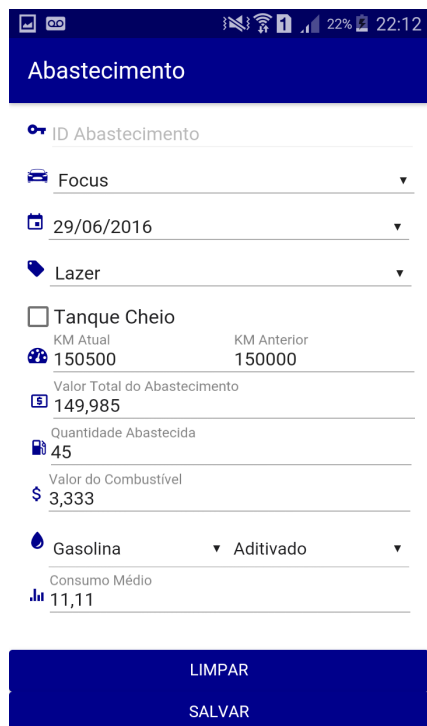 1 22% 22:12
Abastecimento
ID Abastecimento
Focus
29/06/2016
Lazer
Tanque Cheio
KM Atual KM Anterior
150500 150000
Valor Total do Abastecimento
149,985
Quantidade Abastecida
45
Valor do Combustível
$ 3,333
Gasolina Aditivado
Consumo Médio
11,11
LIMPAR
SALVAR